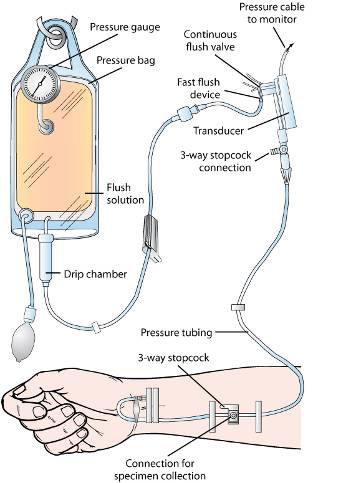 Pressure cable
to monitor
Pressure gauge
Continuous
flush valve
Pressure bag
Fast flush
device
Transducer
3-way stopcock
connection
Flush
solution
Drip chamber
Pressure tubing
3-way stopcock
Connection for
specimen collection